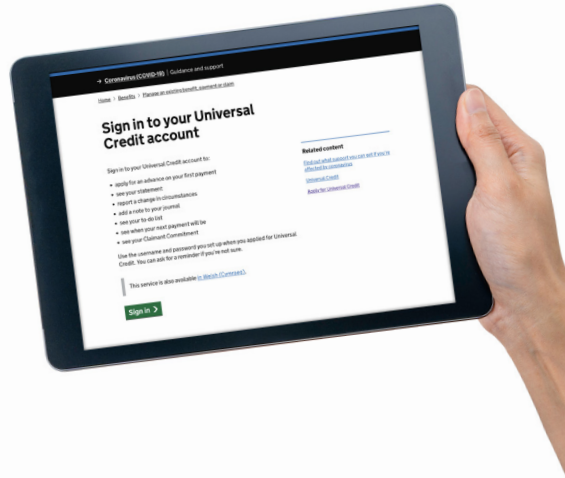 → Coronavirus (COVID-19) | Guidance and support
Home > Benefits > Manage an existing benefit, payment or claim
Sign in to your Universal
Credit account
Sign in to your Universal Credit account to:
• apply for an advance on your first payment
• see your statement
• report a change in circumstances
• add a note to your journal
• see your to-do list
• see when your next payment will be
• see your Claimant Commitment
Use the username and password you set up when you applied for Universal
Credit. You can ask for a reminder if you're not sure.
This service is also available in Welsh (Cymraeg).
Sign in >
Related content
Find out what support you can get if you're
affected by coronavirus
Universal Credit
Apply for Universal Credit